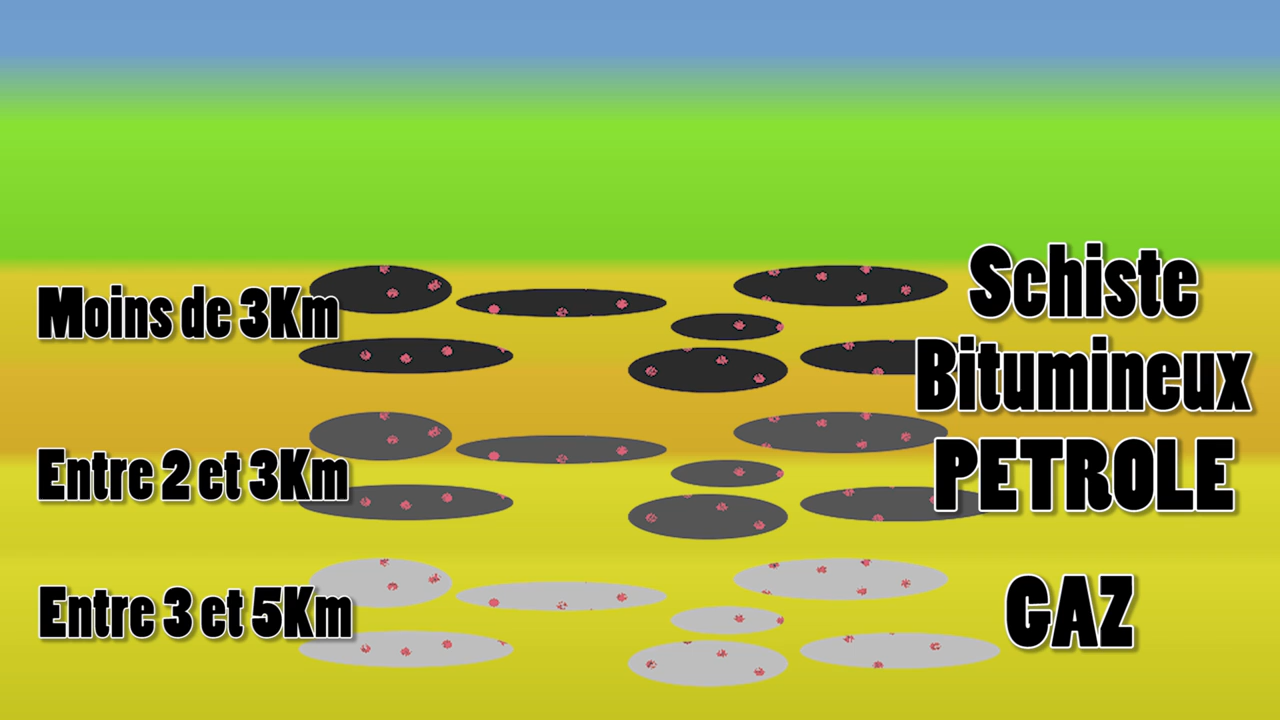 Moins de 3Km
Schiste
Bitumineux
Entre 2 et 3Km
PETROLE
Entre 3 et 5Km
GAZ